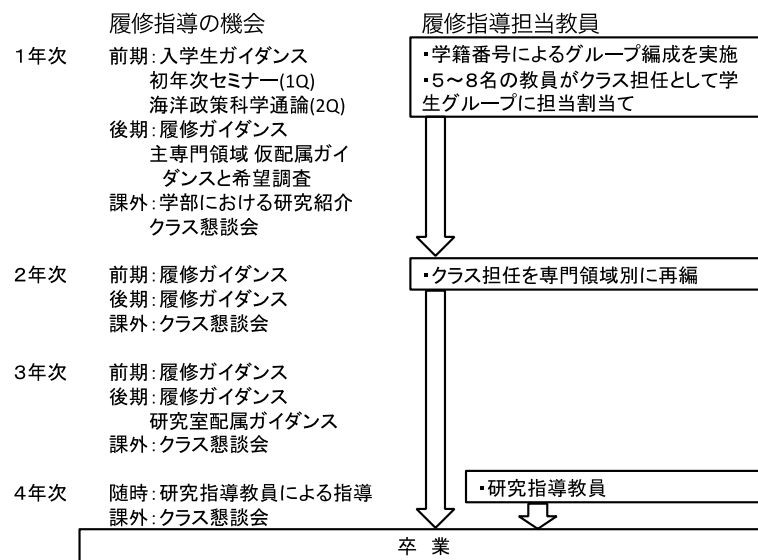 履修指導の機会
履修指導担当教員
1年次
前期:入学生ガイダンス
初年次セミナー(1Q)
海洋政策科学通論(2Q)
後期:履修ガイダンス
主専門領域 仮配属ガイ
ダンスと希望調査
課外:学部における研究紹介
クラス懇談会
・学籍番号によるグループ編成を実施
・5~8名の教員がクラス担任として学
生グループに担当割当て
2年次
前期:履修ガイダンス
後期:履修ガイダンス
課外:クラス懇談会
・クラス担任を専門領域別に再編
3年次
前期:履修ガイダンス
後期:履修ガイダンス
研究室配属ガイダンス
課外:クラス懇談会
4年次
随時:研究指導教員による指導
課外:クラス懇談会
・研究指導教員
卒 業